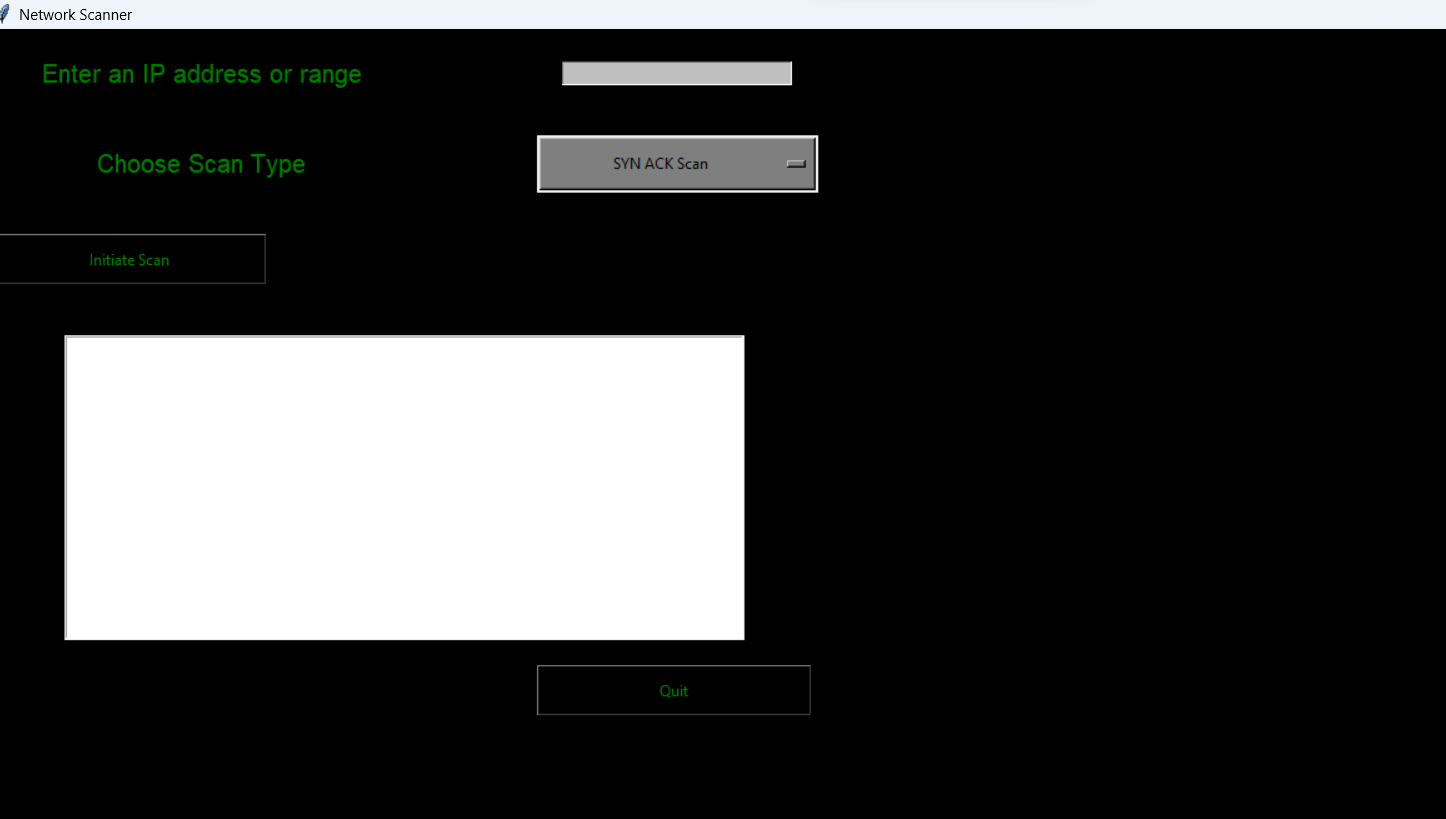 Network Scanner
Enter an IP address or range
Choose Scan Type
SYN ACK Scan
Initiate Scan
Quit